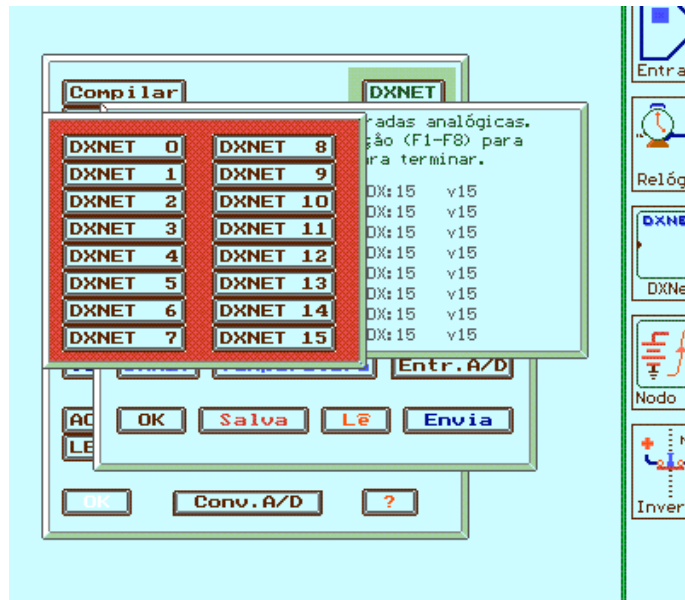 Compilar
DXNET
radas analógicas.
ção (F1-F8) para
ra terminar.
DX:15 v15
DX:15 v15
DX:15 v15
DX:15 v15
DX:15 v15
DX:15 v15
DX:15 v15
DX:15 v15
DXNET 0
DXNET 8
DXNET 1
DXNET 9
DXNET 2
DXNET 10
DXNET 3
DXNET 11
DXNET 4
DXNET 12
DXNET 5
DXNET 13
DXNET 6
DXNET 14
DXNET 7
DXNET 15
Entr.A/D
AC
LE
OK
Salva
Lê
Envia
OK
Conv.A/D
?
Entra
Relóg
DXNE
DXNe
Nodo
N
Inver